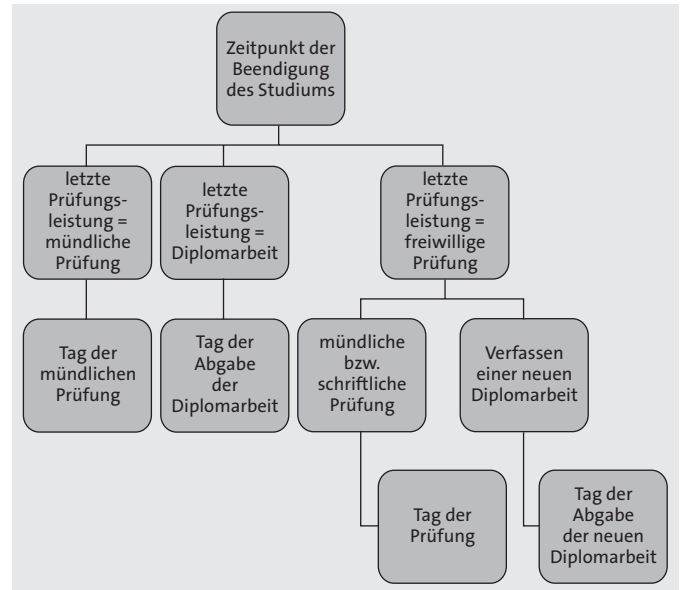 Zeitpunkt der
Beendigung
des Studiums
letzte
Prüfungs-
leistung =
mündliche
Prüfung
letzte
Prüfungs-
leistung =
Diplomarbeit
letzte
Prüfungs-
leistung =
freiwillige
Prüfung
Tag der
mündlichen
Prüfung
Tag der
Abgabe
der
Diplomarbeit
mündliche
bzw.
schriftliche
Prüfung
Verfassen
einer neuen
Diplomarbeit
Tag der
Prüfung
Tag der
Abgabe
der neuen
Diplomarbeit